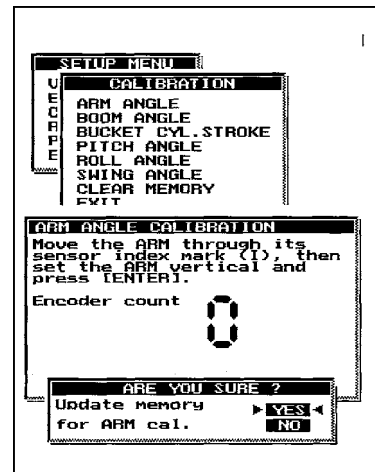 SETUP MENU
U
E
C
A
P
E
CALIBRATION
ARM ANGLE
BOOM ANGLE
BUCKET CYL.STROKE
PITCH ANGLE
ROLL ANGLE
SWING ANGLE
CLEAR MEMORY
EXIT
ARM ANGLE CALIBRATION
Move the ARM through its
sensor index mark (I), then
set the ARM vertical and
press [ENTER].
Encoder count 0
ARE YOU SURE ?
Update memory
for ARM cal.
YES
NO